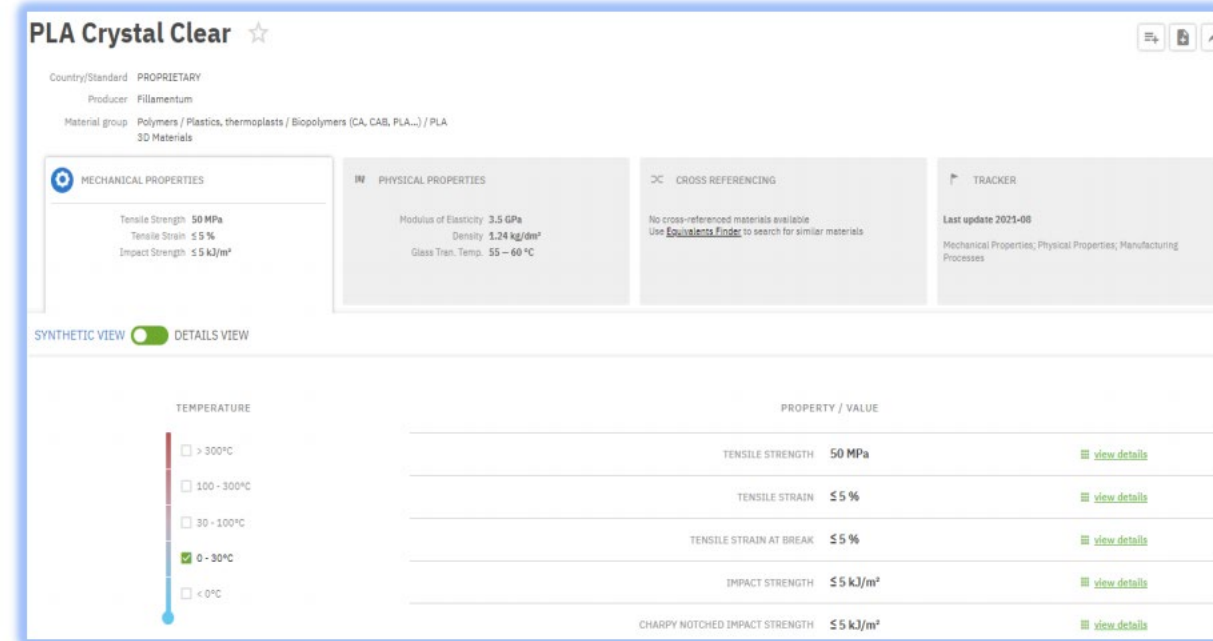 PLA Crystal Clear
Country/Standard PROPRIETARY
Producer Fillamentum
Material group Polymers / Plastics, thermoplasts / Biopolymers (CA, CAB, PLA...) / PLA
3D Materials
MECHANICAL PROPERTIES
Tensile Strength 50 MPa
Tensile Strain ≤ 5 %
Impact Strength ≤ 5 kJ/m²
PHYSICAL PROPERTIES
Modulus of Elasticity 3.5 GPa
Density 1.24 kg/dm³
Glass Tran. Temp. 55 — 60 °C
CROSS REFERENCING
No cross-referenced materials available
Use Equivalents Finder to search for similar materials
TRACKER
Last update 2021-08
Mechanical Properties; Physical Properties; Manufacturing
Processes
SYNTHETIC VIEW DETAILS VIEW
TEMPERATURE PROPERTY / VALUE
> 300°C
100 - 300°C
30 - 100°C
0 - 30°C
< 0°C
TENSILE STRENGTH 50 MPa view details
TENSILE STRAIN ≤ 5 % view details
TENSILE STRAIN AT BREAK ≤ 5 % view details
IMPACT STRENGTH ≤ 5 kJ/m² view details
CHARPY NOTCHED IMPACT STRENGTH ≤ 5 kJ/m² view details